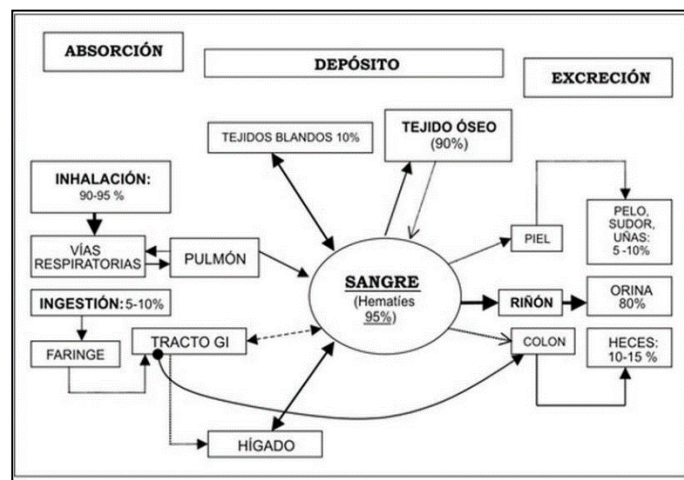 ABSORCIÓN
DEPÓSITO
EXCRECIÓN
TEJIDOS BLANDOS 10%
TEJIDO ÓSEO
(90%)
INHALACIÓN:
90-95 %
VÍAS
RESPIRATORIAS
PULMÓN
PIEL
PELO,
SUDOR,
UÑAS:
5 -10%
SANGRE
(Hematíes
95%)
INGESTIÓN: 5-10%
RIÑÓN
ORINA
80%
FARINGE
TRACTO GI
COLON
HECES:
10-15 %
HÍGADO